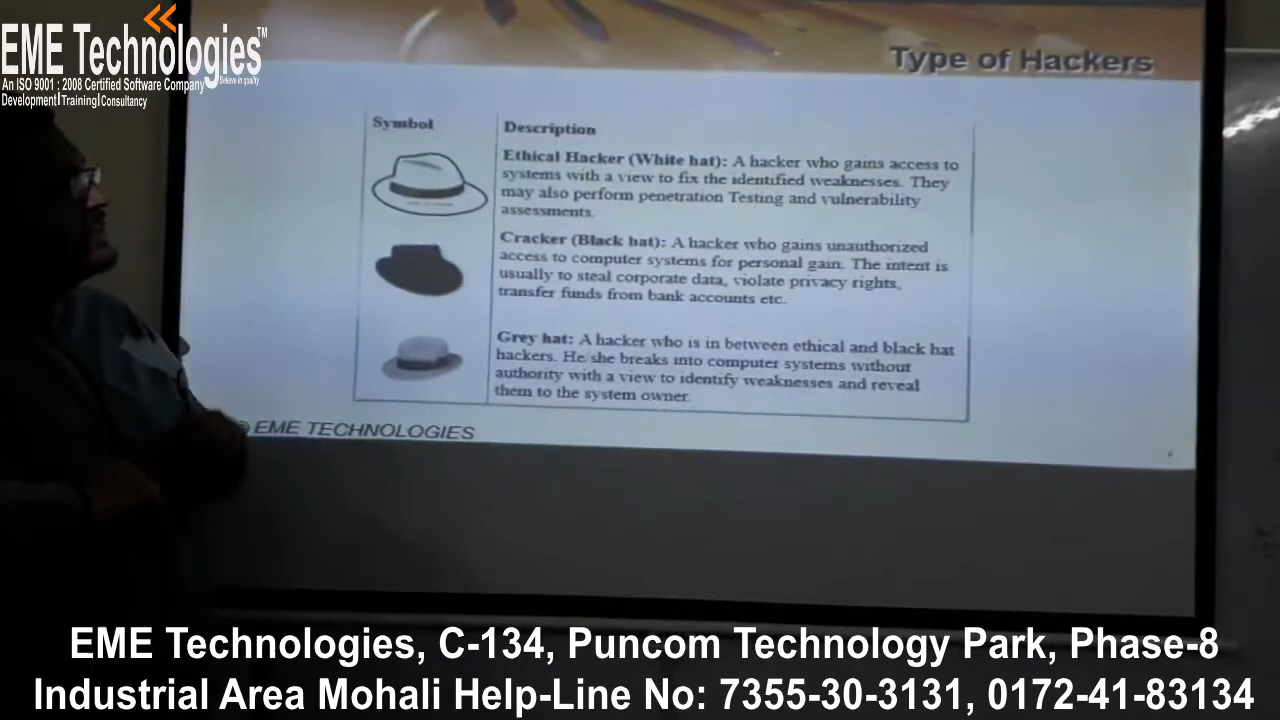 EME Technologies™
Believe in quality
An ISO 9001 : 2008 Certified Software Company
Development|Training|Consultancy
Type of Hackers
Symbol
Description
Ethical Hacker (White hat): A hacker who gains access to
systems with a view to fix the identified weaknesses. They
may also perform penetration Testing and vulnerability
assessments.
Cracker (Black hat): A hacker who gains unauthorized
access to computer systems for personal gain. The intent is
usually to steal corporate data, violate privacy rights,
transfer funds from bank accounts etc.
Grey hat: A hacker who is in between ethical and black hat
hackers. He/she breaks into computer systems without
authority with a view to identify weaknesses and reveal
them to the system owner.
© EME TECHNOLOGIES
EME Technologies, C-134, Puncom Technology Park, Phase-8
Industrial Area Mohali Help-Line No: 7355-30-3131, 0172-41-83134